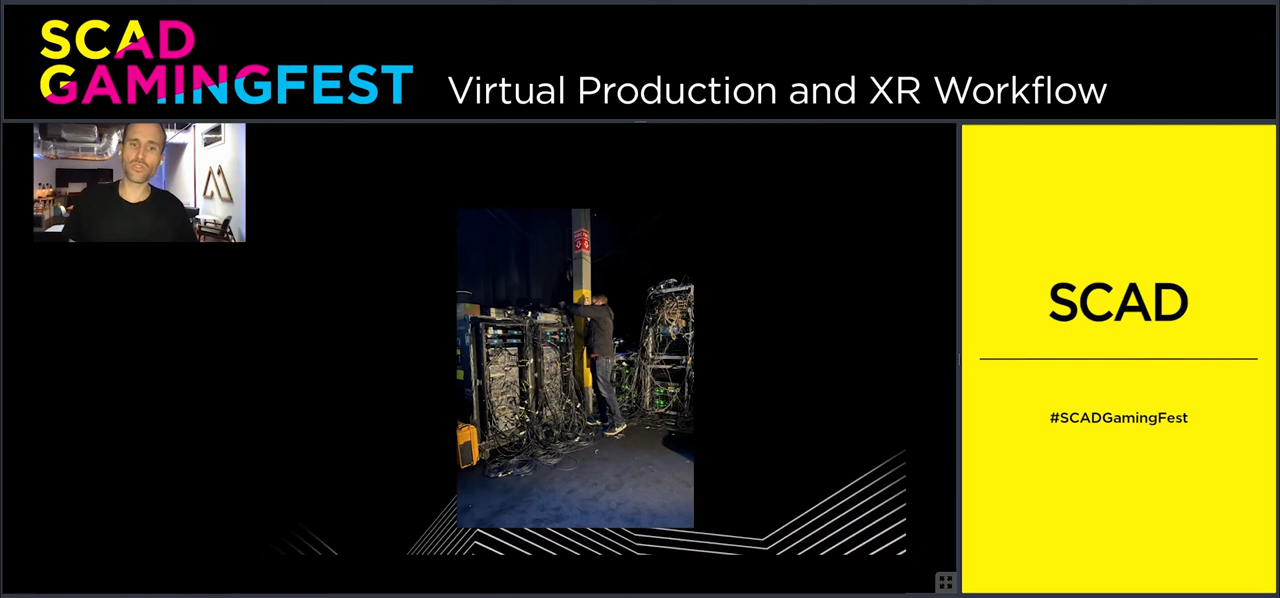 SCAD
GAMINGFEST
Virtual Production and XR Workflow
SCAD
#SCADGamingFest